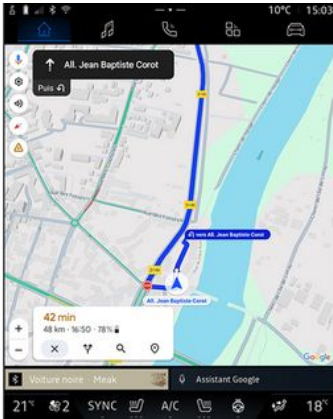 10°C 15:03
All. Jean Baptiste Corot
Puis
vers All. Jean Baptiste Corot
All. Jean Baptiste Corot
42 min
48 km · 16:50 · 78%
Google
Voiture noire · Meak
Assistant Google
21° 2 SYNC A/C 18°